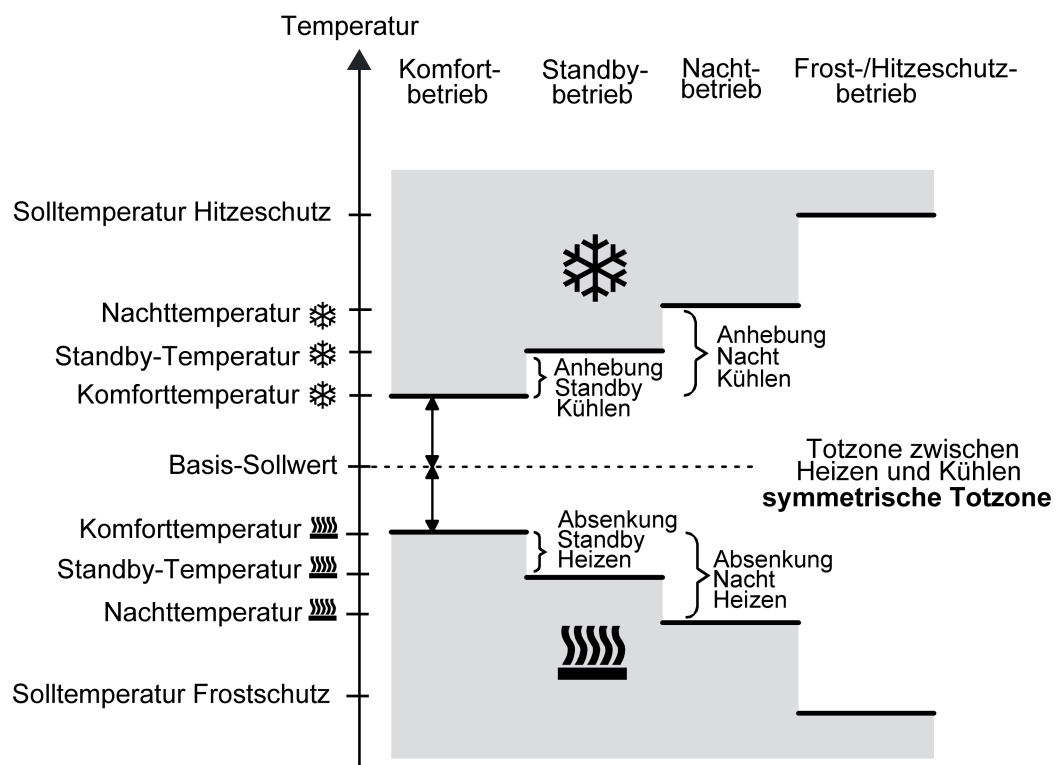 Temperatur
Komfort-
betrieb
Standby-
betrieb
Nacht-
betrieb
Frost-/Hitzeschutz-
betrieb
Solltemperatur Hitzeschutz
Nachttemperatur
Standby-Temperatur
Komforttemperatur
Anhebung
Standby
Kühlen
Anhebung
Nacht
Kühlen
Basis-Sollwert
Totzone zwischen
Heizen und Kühlen
symmetrische Totzone
Komforttemperatur
Standby-Temperatur
Nachttemperatur
Absenkung
Standby
Heizen
Absenkung
Nacht
Heizen
Solltemperatur Frostschutz